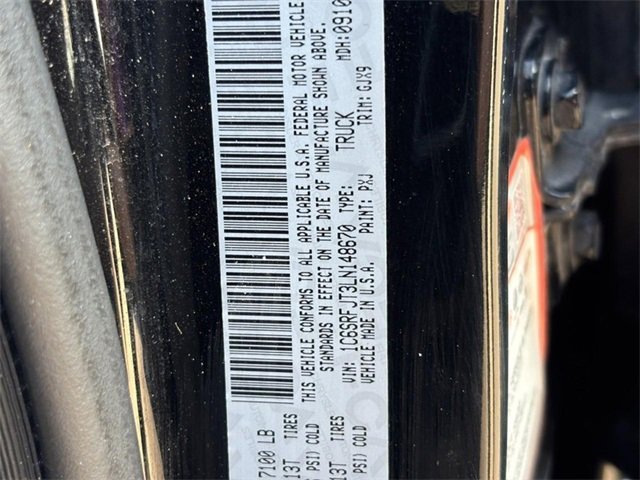 7100 LB
13T TIRES
PSI) COLD
THIS VEHICLE CONFORMS TO ALL APPLICABLE U.S.A. FEDERAL MOTOR VEHICLE
STANDARDS IN EFFECT ON THE DATE OF MANUFACTURE SHOWN ABOVE.
VIN: 1C6SRFJT3LN148670 TYPE: TRUCK MDH: 0910
VEHICLE MADE IN U.S.A. PAINT: PXJ TRIM: GJX9
13T TIRES
PSI) COLD